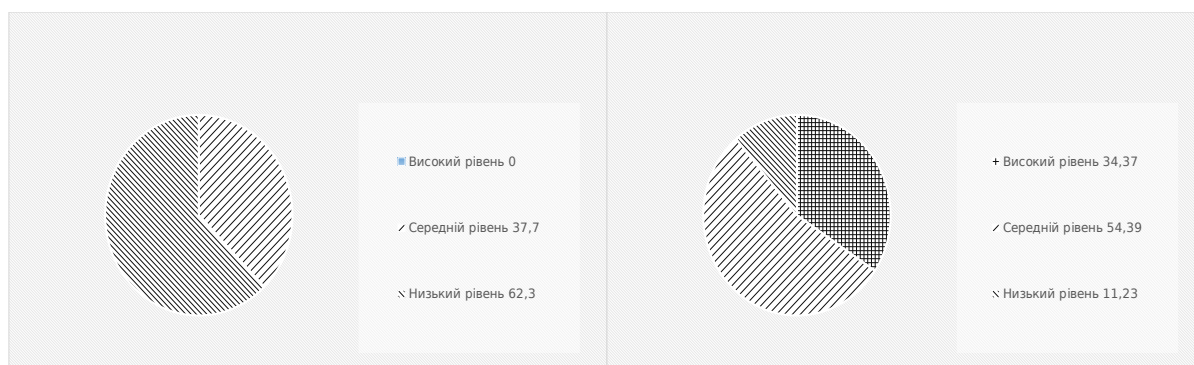 Високий рівень 0
Середній рівень 37,7
Низький рівень 62,3
Високий рівень 34,37
Середній рівень 54,39
Низький рівень 11,23